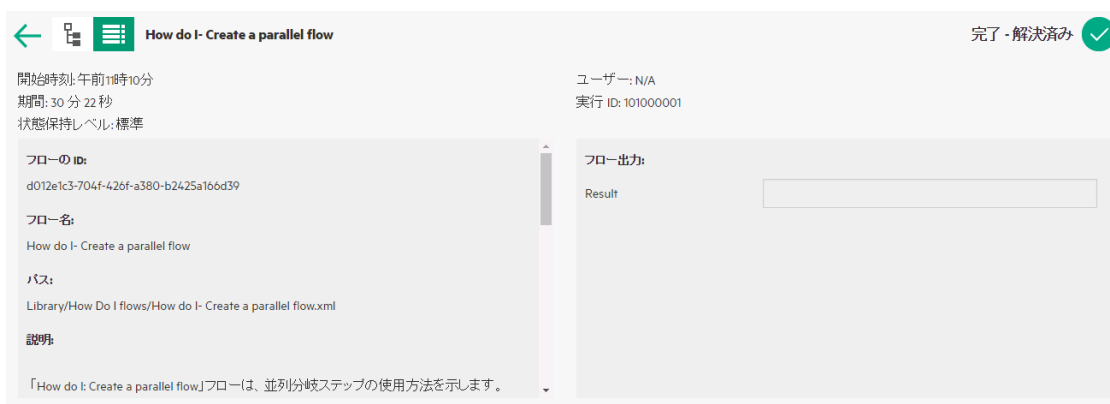 How do I- Create a parallel flow
完了 - 解決済み
開始時刻: 午前11時10分
期間: 30 分 22 秒
状態保持レベル: 標準
ユーザー: N/A
実行 ID: 101000001
フローの ID:
d012e1c3-704f-426f-a380-b2425a166d39
フロー名:
How do I- Create a parallel flow
パス:
Library/How Do I flows/How do I- Create a parallel flow.xml
説明:
「How do I: Create a parallel flow」フローは、並列分岐ステップの使用方法を示します。
フロー出力:
Result